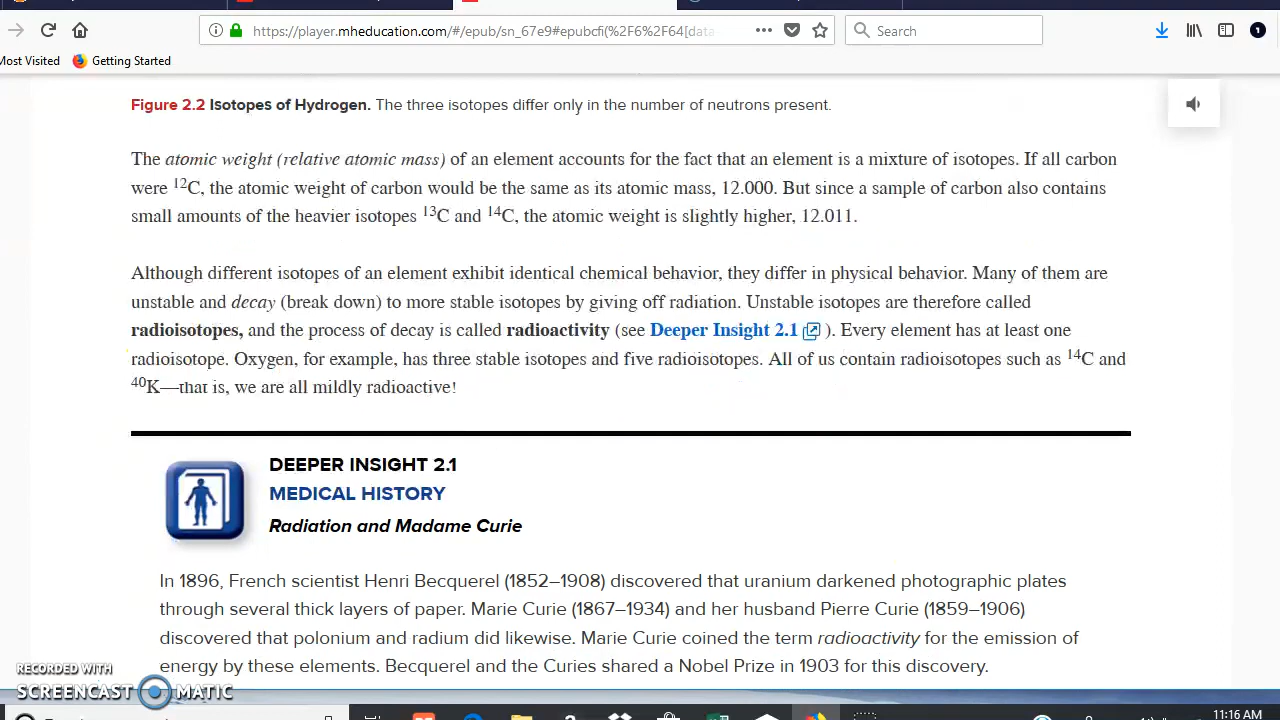 https://player.mheducation.com/#/epub/sn_67e9#epubcfi(%2F6%2F64[data
Search
Most Visited
Getting Started
Figure 2.2 Isotopes of Hydrogen. The three isotopes differ only in the number of neutrons present.
The atomic weight (relative atomic mass) of an element accounts for the fact that an element is a mixture of isotopes. If all carbon
were ¹²C, the atomic weight of carbon would be the same as its atomic mass, 12.000. But since a sample of carbon also contains
small amounts of the heavier isotopes ¹³C and ¹⁴C, the atomic weight is slightly higher, 12.011.
Although different isotopes of an element exhibit identical chemical behavior, they differ in physical behavior. Many of them are
unstable and decay (break down) to more stable isotopes by giving off radiation. Unstable isotopes are therefore called
radioisotopes, and the process of decay is called radioactivity (see Deeper Insight 2.1 ). Every element has at least one
radioisotope. Oxygen, for example, has three stable isotopes and five radioisotopes. All of us contain radioisotopes such as ¹⁴C and
⁴⁰K—that is, we are all mildly radioactive!
DEEPER INSIGHT 2.1
MEDICAL HISTORY
Radiation and Madame Curie
In 1896, French scientist Henri Becquerel (1852–1908) discovered that uranium darkened photographic plates
through several thick layers of paper. Marie Curie (1867–1934) and her husband Pierre Curie (1859–1906)
discovered that polonium and radium did likewise. Marie Curie coined the term radioactivity for the emission of
energy by these elements. Becquerel and the Curies shared a Nobel Prize in 1903 for this discovery.
RECORDED WITH
SCREENCAST MATIC
11:16 AM